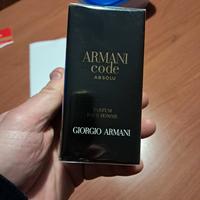 ARMANI
code
ABSOLU
PARFUM
POUR HOMME
GIORGIO ARMANI